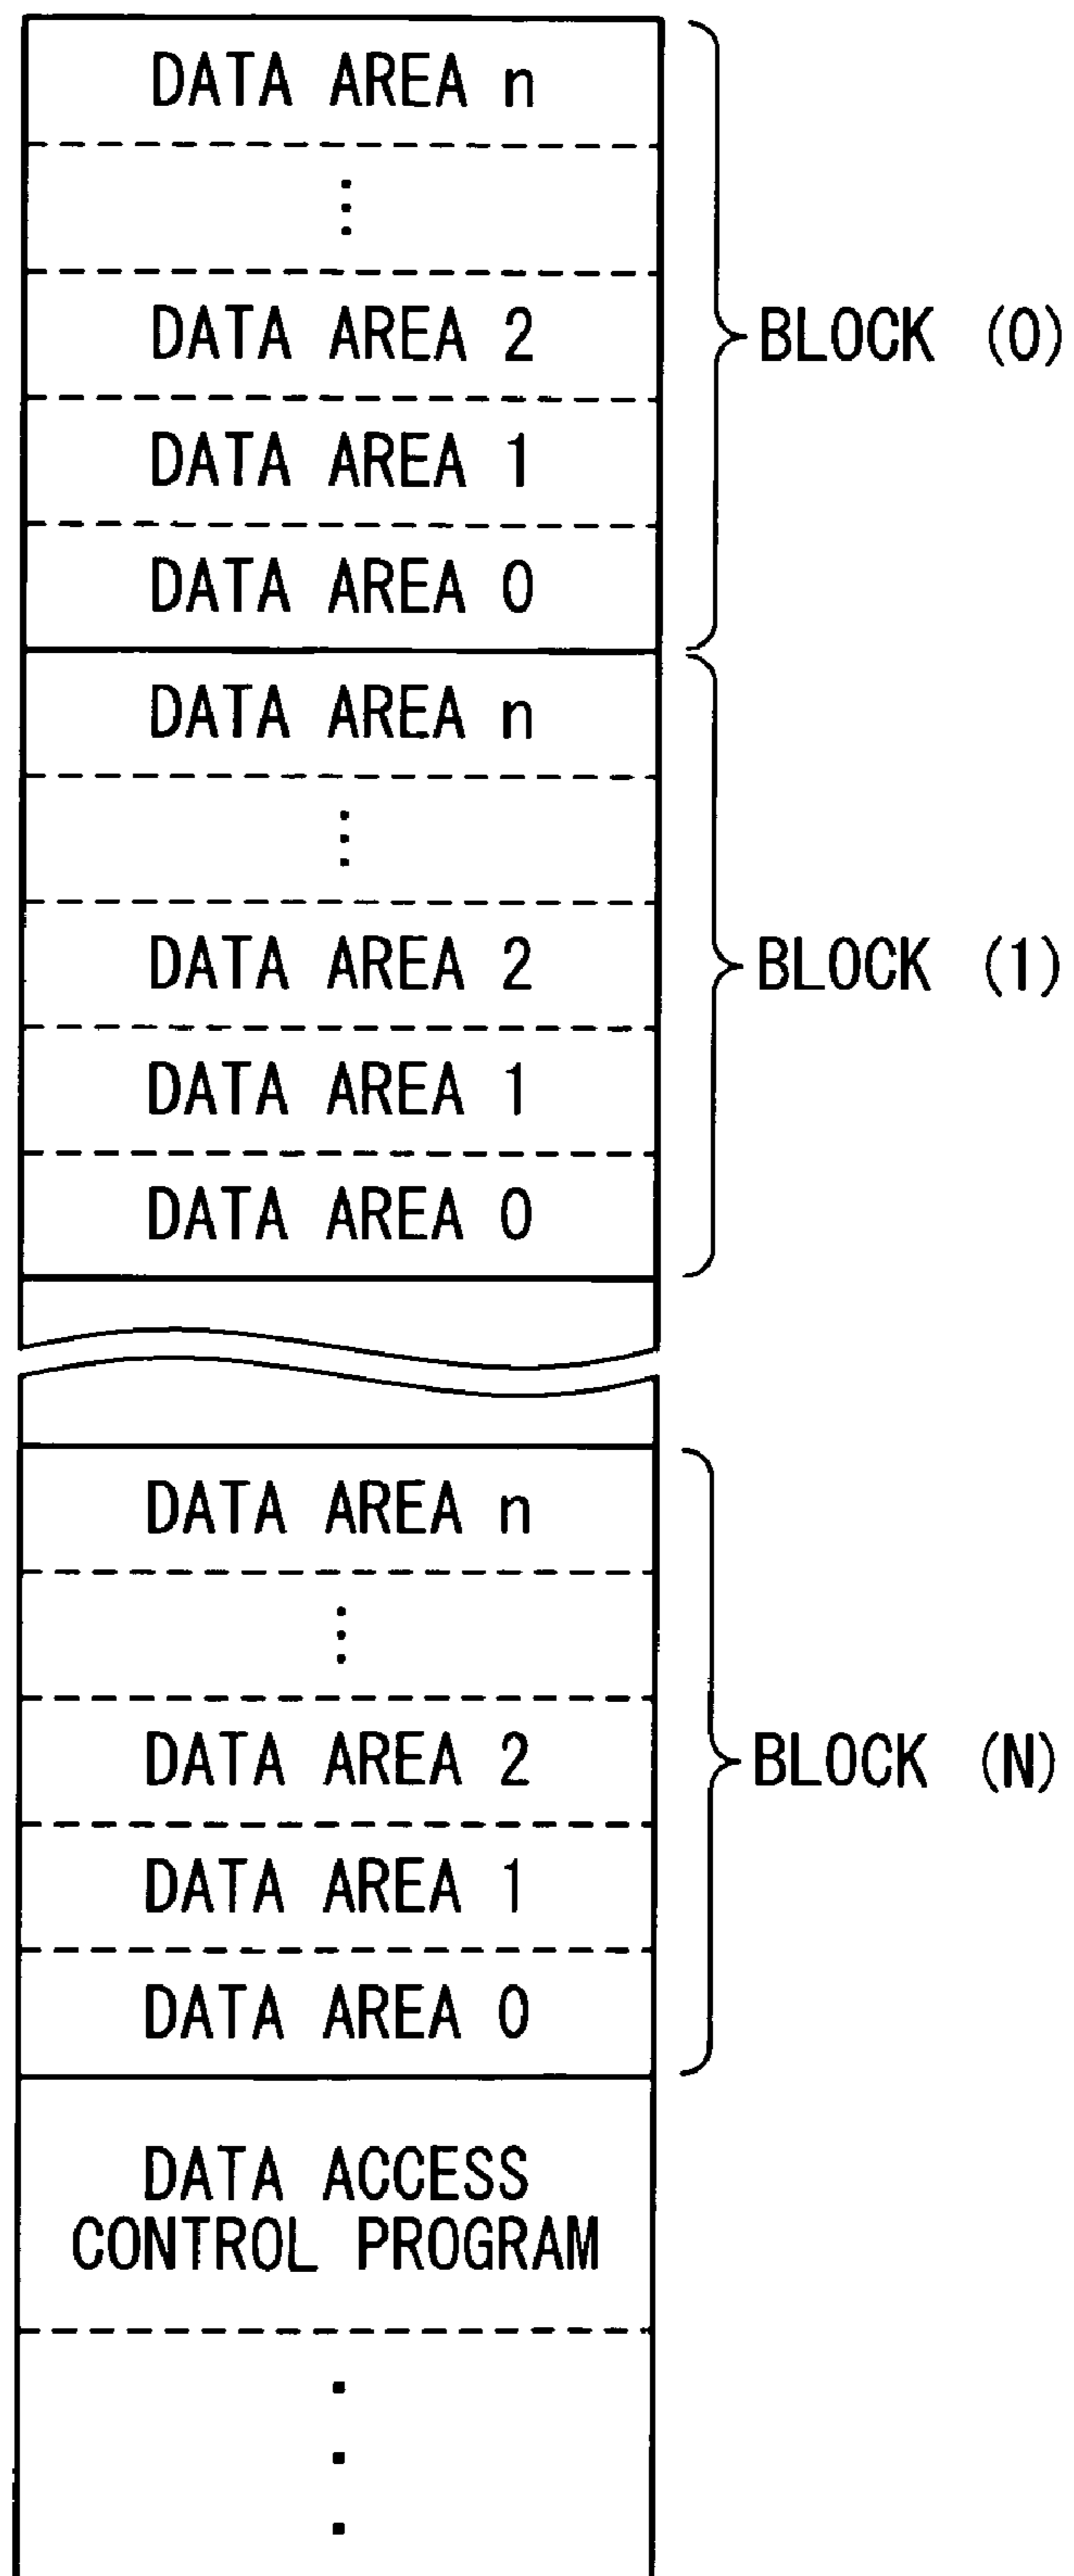 DATA AREA n
⋮
DATA AREA 2
BLOCK (0)
DATA AREA 1
DATA AREA 0
DATA AREA n
⋮
DATA AREA 2
BLOCK (1)
DATA AREA 1
DATA AREA 0
DATA AREA n
⋮
DATA AREA 2
BLOCK (N)
DATA AREA 1
DATA AREA 0
DATA ACCESS
CONTROL PROGRAM
⋮